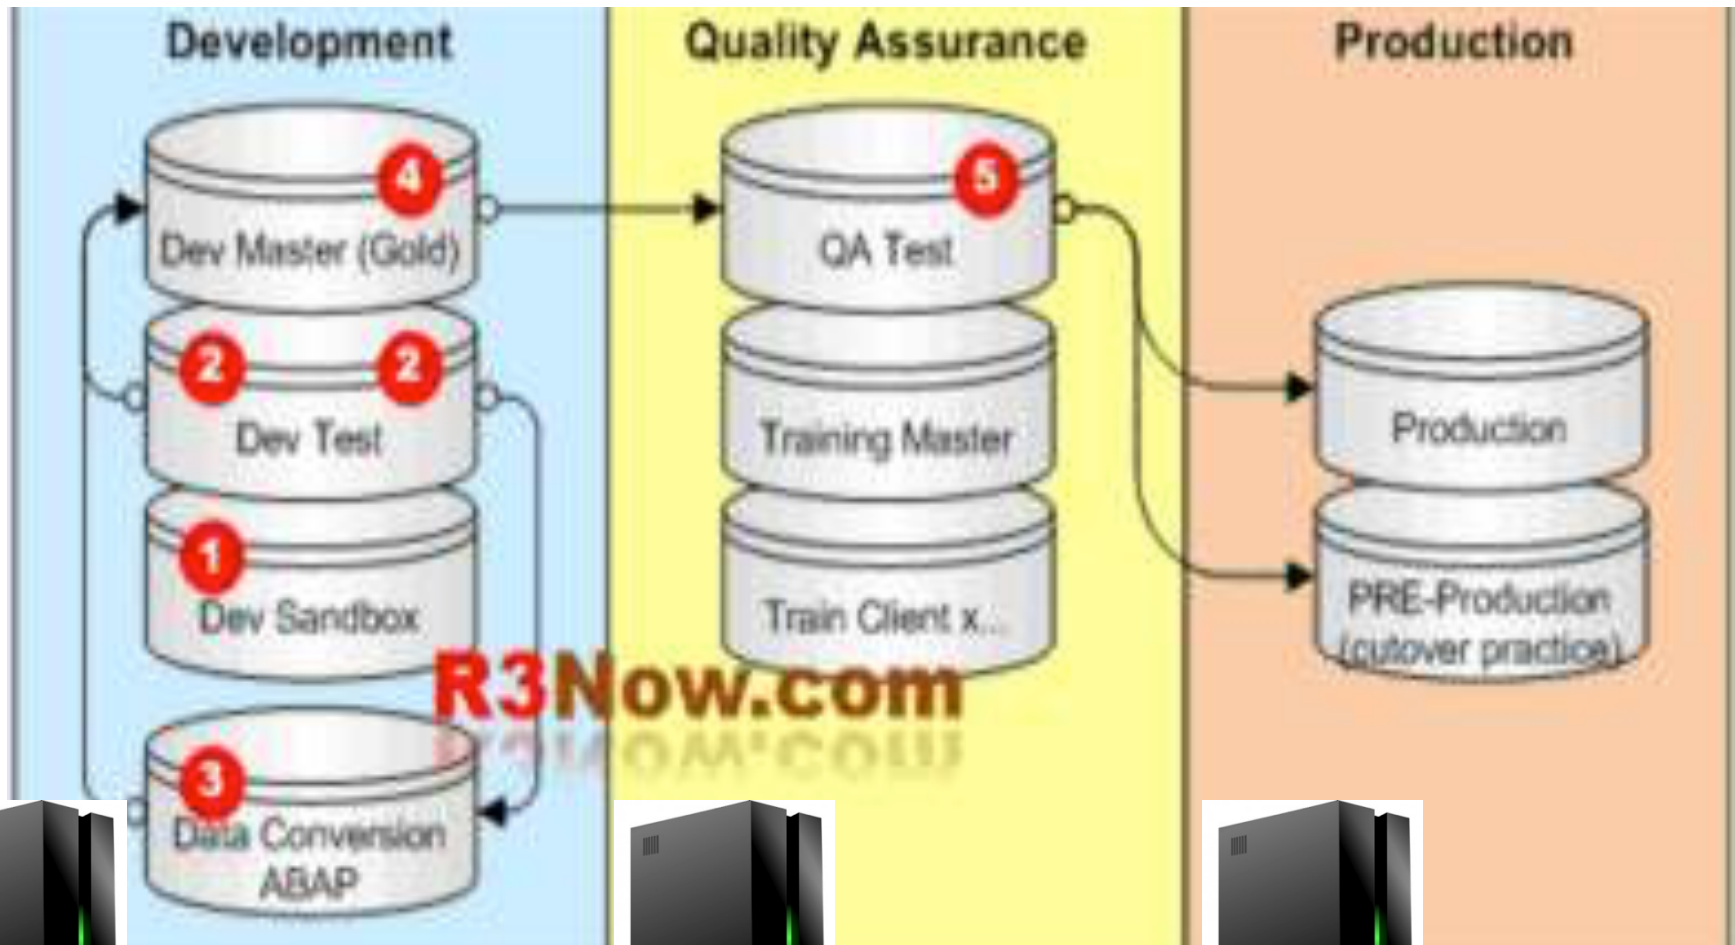 Development
Quality Assurance
Production
4
Dev Master (Gold)
2
2
Dev Test
1
Dev Sandbox
3
Data Conversion
ABAP
5
QA Test
Training Master
Train Client x...
Production
PRE-Production
(cutover practice)
R3Now.com